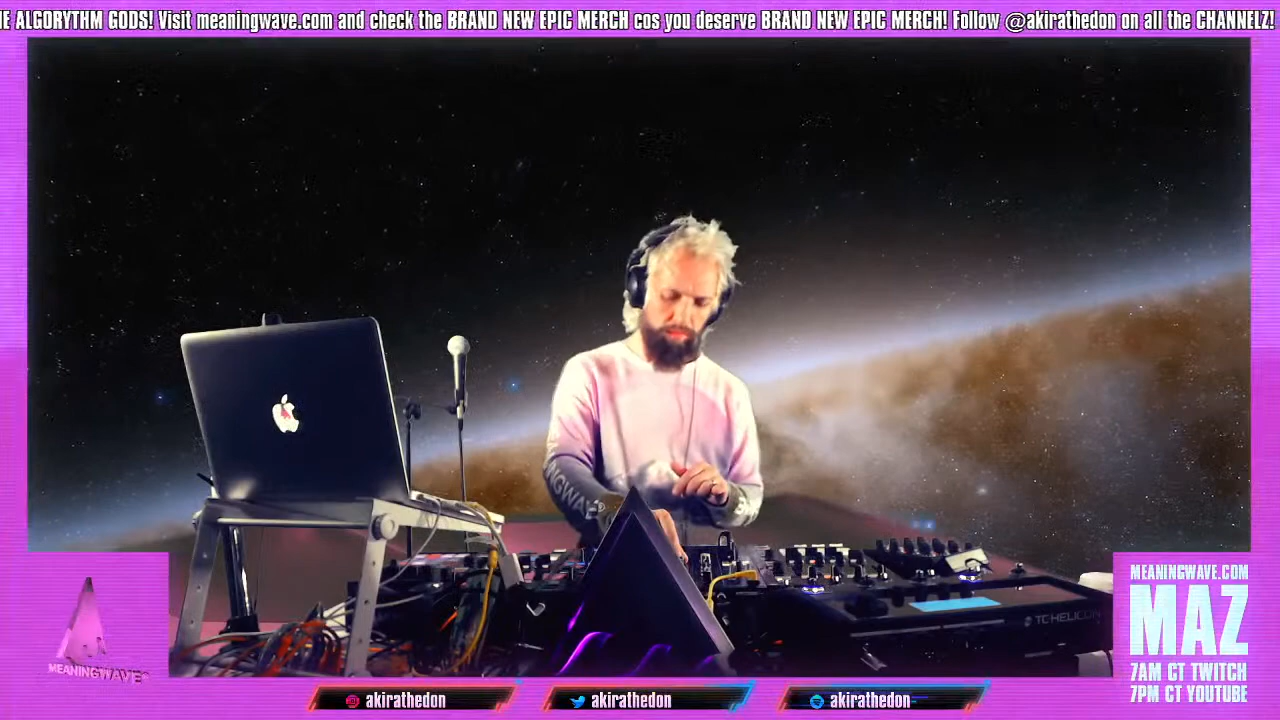 ALGORYTHM GODS! Visit meaningwave.com and check the BRAND NEW EPIC MERCH cos you deserve BRAND NEW EPIC MERCH! Follow @akirathedon on all the CHANNELZ!
TC HELICON
MEANINGWAVE
MEANINGWAVE.COM
MAZ
7AM CT TWITCH
7PM CT YOUTUBE
akirathedon
akirathedon
akirathedon